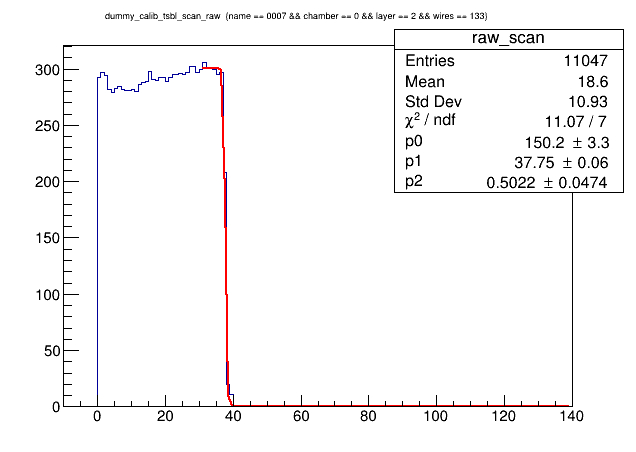 dummy_calib_tsbl_scan_raw (name == 0007 && chamber == 0 && layer == 2 && wires == 133)
raw_scan
Entries 11047
Mean 18.6
Std Dev 10.93
χ² / ndf 11.07 / 7
p0 150.2 ± 3.3
p1 37.75 ± 0.06
p2 0.5022 ± 0.0474
300
250
200
150
100
50
0
0 20 40 60 80 100 120 140